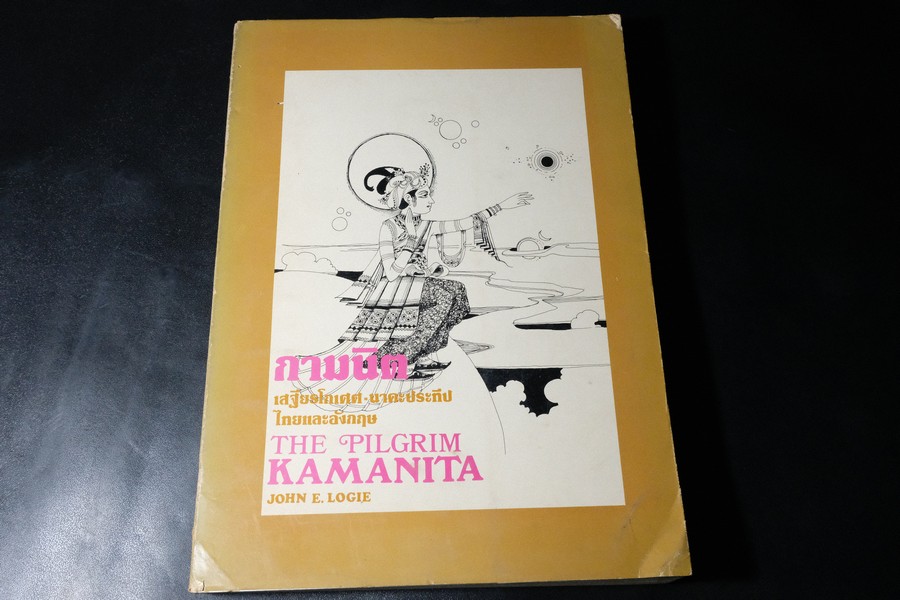 กามนิต
เสฐียรโกเศศ·นาคะประทีป
ไทยและอังกฤษ
THE PILGRIM
KAMANITA
JOHN E. LOGIE